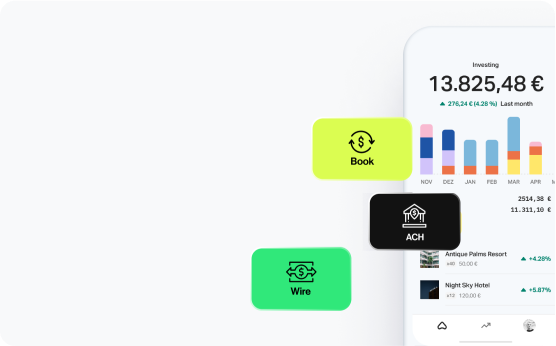 Investing
13.825,48 €
276,24 € (4.28 %) Last month
Book
NOV DEZ JAN FEB MAR APR
2514,38 €
11.311,10 €
ACH
Antique Palms Resort
+4.28%
x48 50.00 €
Wire
Night Sky Hotel
+5.87%
x12 120,00 €